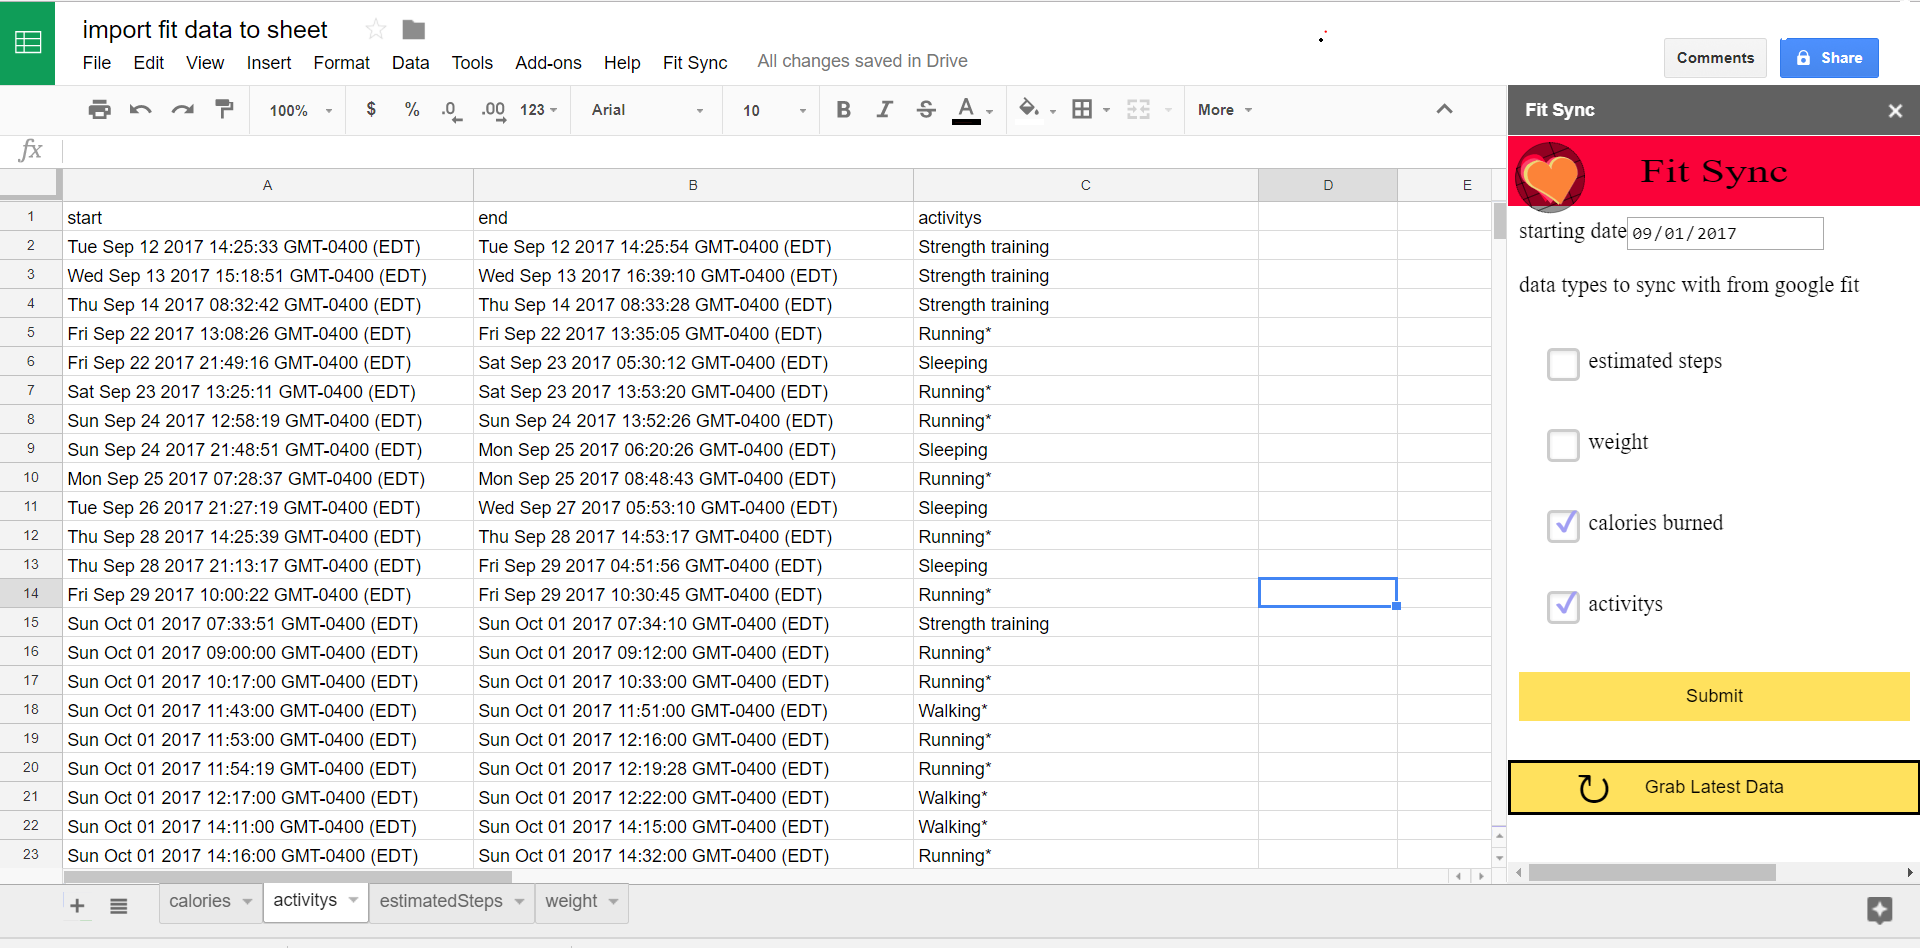 import fit data to sheet
File Edit View Insert Format Data Tools Add-ons Help Fit Sync All changes saved in Drive
Comments Share
100% $ % .0 .00 123 Arial 10 B I S A More
Fit Sync
fx
Fit Sync
A B C D E
1 start end activitys
2 Tue Sep 12 2017 14:25:33 GMT-0400 (EDT) Tue Sep 12 2017 14:25:54 GMT-0400 (EDT) Strength training
3 Wed Sep 13 2017 15:18:51 GMT-0400 (EDT) Wed Sep 13 2017 16:39:10 GMT-0400 (EDT) Strength training
4 Thu Sep 14 2017 08:32:42 GMT-0400 (EDT) Thu Sep 14 2017 08:33:28 GMT-0400 (EDT) Strength training
5 Fri Sep 22 2017 13:08:26 GMT-0400 (EDT) Fri Sep 22 2017 13:35:05 GMT-0400 (EDT) Running*
6 Fri Sep 22 2017 21:49:16 GMT-0400 (EDT) Sat Sep 23 2017 05:30:12 GMT-0400 (EDT) Sleeping
7 Sat Sep 23 2017 13:25:11 GMT-0400 (EDT) Sat Sep 23 2017 13:53:20 GMT-0400 (EDT) Running*
8 Sun Sep 24 2017 12:58:19 GMT-0400 (EDT) Sun Sep 24 2017 13:52:26 GMT-0400 (EDT) Running*
9 Sun Sep 24 2017 21:48:51 GMT-0400 (EDT) Mon Sep 25 2017 06:20:26 GMT-0400 (EDT) Sleeping
10 Mon Sep 25 2017 07:28:37 GMT-0400 (EDT) Mon Sep 25 2017 08:48:43 GMT-0400 (EDT) Running*
11 Tue Sep 26 2017 21:27:19 GMT-0400 (EDT) Wed Sep 27 2017 05:53:10 GMT-0400 (EDT) Sleeping
12 Thu Sep 28 2017 14:25:39 GMT-0400 (EDT) Thu Sep 28 2017 14:53:17 GMT-0400 (EDT) Running*
13 Thu Sep 28 2017 21:13:17 GMT-0400 (EDT) Fri Sep 29 2017 04:51:56 GMT-0400 (EDT) Sleeping
14 Fri Sep 29 2017 10:00:22 GMT-0400 (EDT) Fri Sep 29 2017 10:30:45 GMT-0400 (EDT) Running*
15 Sun Oct 01 2017 07:33:51 GMT-0400 (EDT) Sun Oct 01 2017 07:34:10 GMT-0400 (EDT) Strength training
16 Sun Oct 01 2017 09:00:00 GMT-0400 (EDT) Sun Oct 01 2017 09:12:00 GMT-0400 (EDT) Running*
17 Sun Oct 01 2017 10:17:00 GMT-0400 (EDT) Sun Oct 01 2017 10:33:00 GMT-0400 (EDT) Running*
18 Sun Oct 01 2017 11:43:00 GMT-0400 (EDT) Sun Oct 01 2017 11:51:00 GMT-0400 (EDT) Walking*
19 Sun Oct 01 2017 11:53:00 GMT-0400 (EDT) Sun Oct 01 2017 12:16:00 GMT-0400 (EDT) Running*
20 Sun Oct 01 2017 11:54:19 GMT-0400 (EDT) Sun Oct 01 2017 12:19:28 GMT-0400 (EDT) Running*
21 Sun Oct 01 2017 12:17:00 GMT-0400 (EDT) Sun Oct 01 2017 12:22:00 GMT-0400 (EDT) Walking*
22 Sun Oct 01 2017 14:11:00 GMT-0400 (EDT) Sun Oct 01 2017 14:15:00 GMT-0400 (EDT) Walking*
23 Sun Oct 01 2017 14:16:00 GMT-0400 (EDT) Sun Oct 01 2017 14:32:00 GMT-0400 (EDT) Running*
starting date 09/01/2017
data types to sync with from google fit
estimated steps
weight
calories burned
activitys
Submit
Grab Latest Data
calories activitys estimatedSteps weight